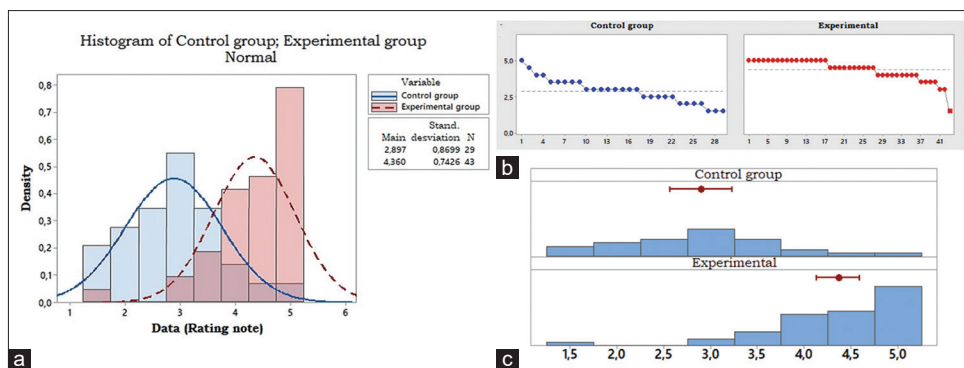 Histogram of Control group; Experimental group
Normal
0,8
0,7
0,6
0,5
0,4
0,3
0,2
0,1
0,0
Density
1 2 3 4 5 6
Data (Rating note)
Variable
Control group
Experimental group
Stand.
Main desviation N
2,897 0,8699 29
4,360 0,7426 43
a
Control group Experimental
5.0
2.5
0.0
1 4 7 10 13 16 19 22 25 28
1 5 9 13 17 21 25 29 33 37 41
b
Control group
Experimental
1,5 2,0 2,5 3,0 3,5 4,0 4,5 5,0
c